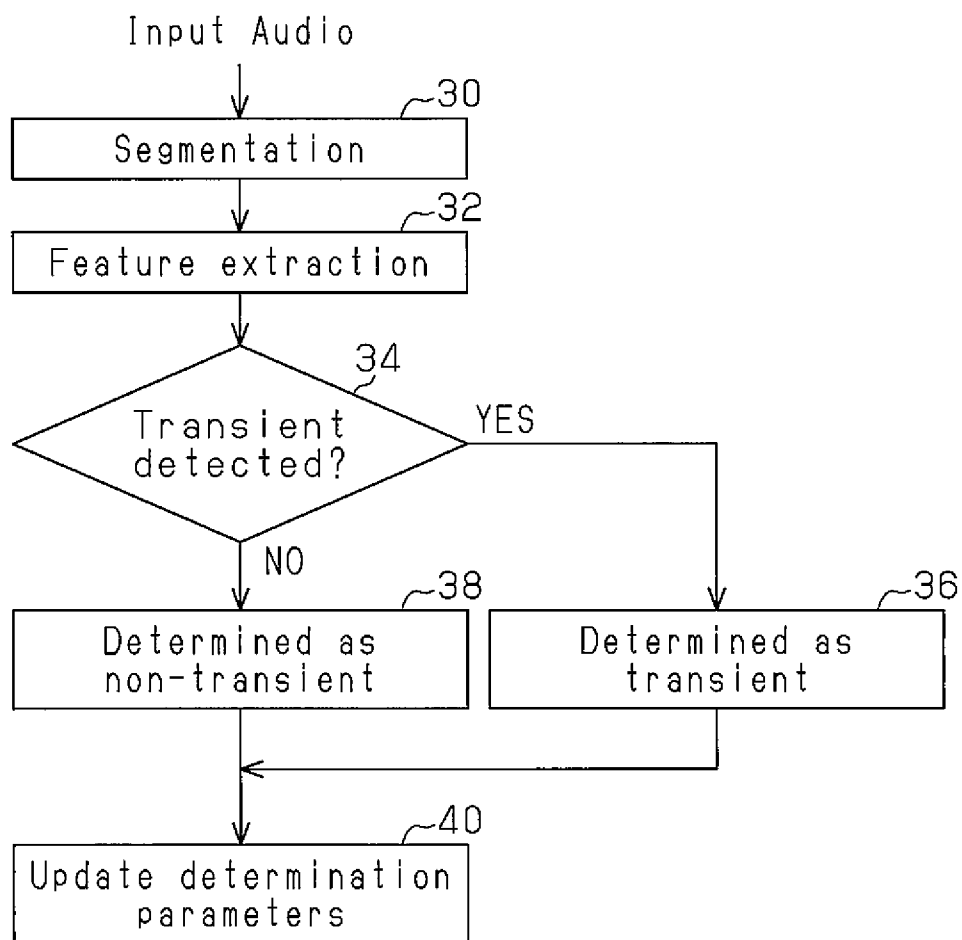 Input Audio
30
Segmentation
32
Feature extraction
34
Transient
detected?
YES
NO
38
Determined as
non-transient
36
Determined as
transient
40
Update determination
parameters